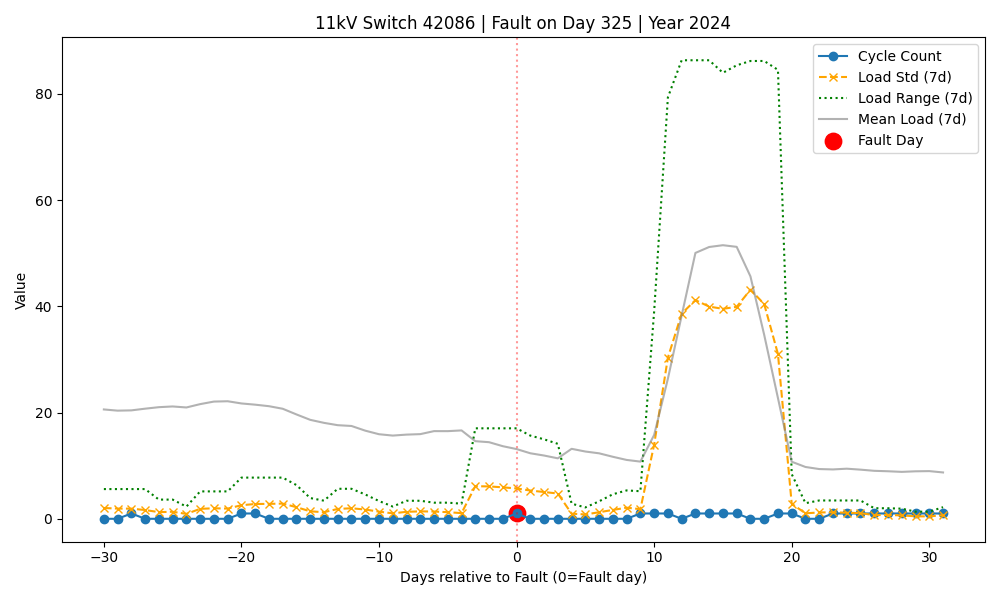 11kV Switch 42086 | Fault on Day 325 | Year 2024
Cycle Count
Load Std (7d)
Load Range (7d)
Mean Load (7d)
Fault Day
Value
80
60
40
20
0
−30
−20
−10
0
10
20
30
Days relative to Fault (0=Fault day)